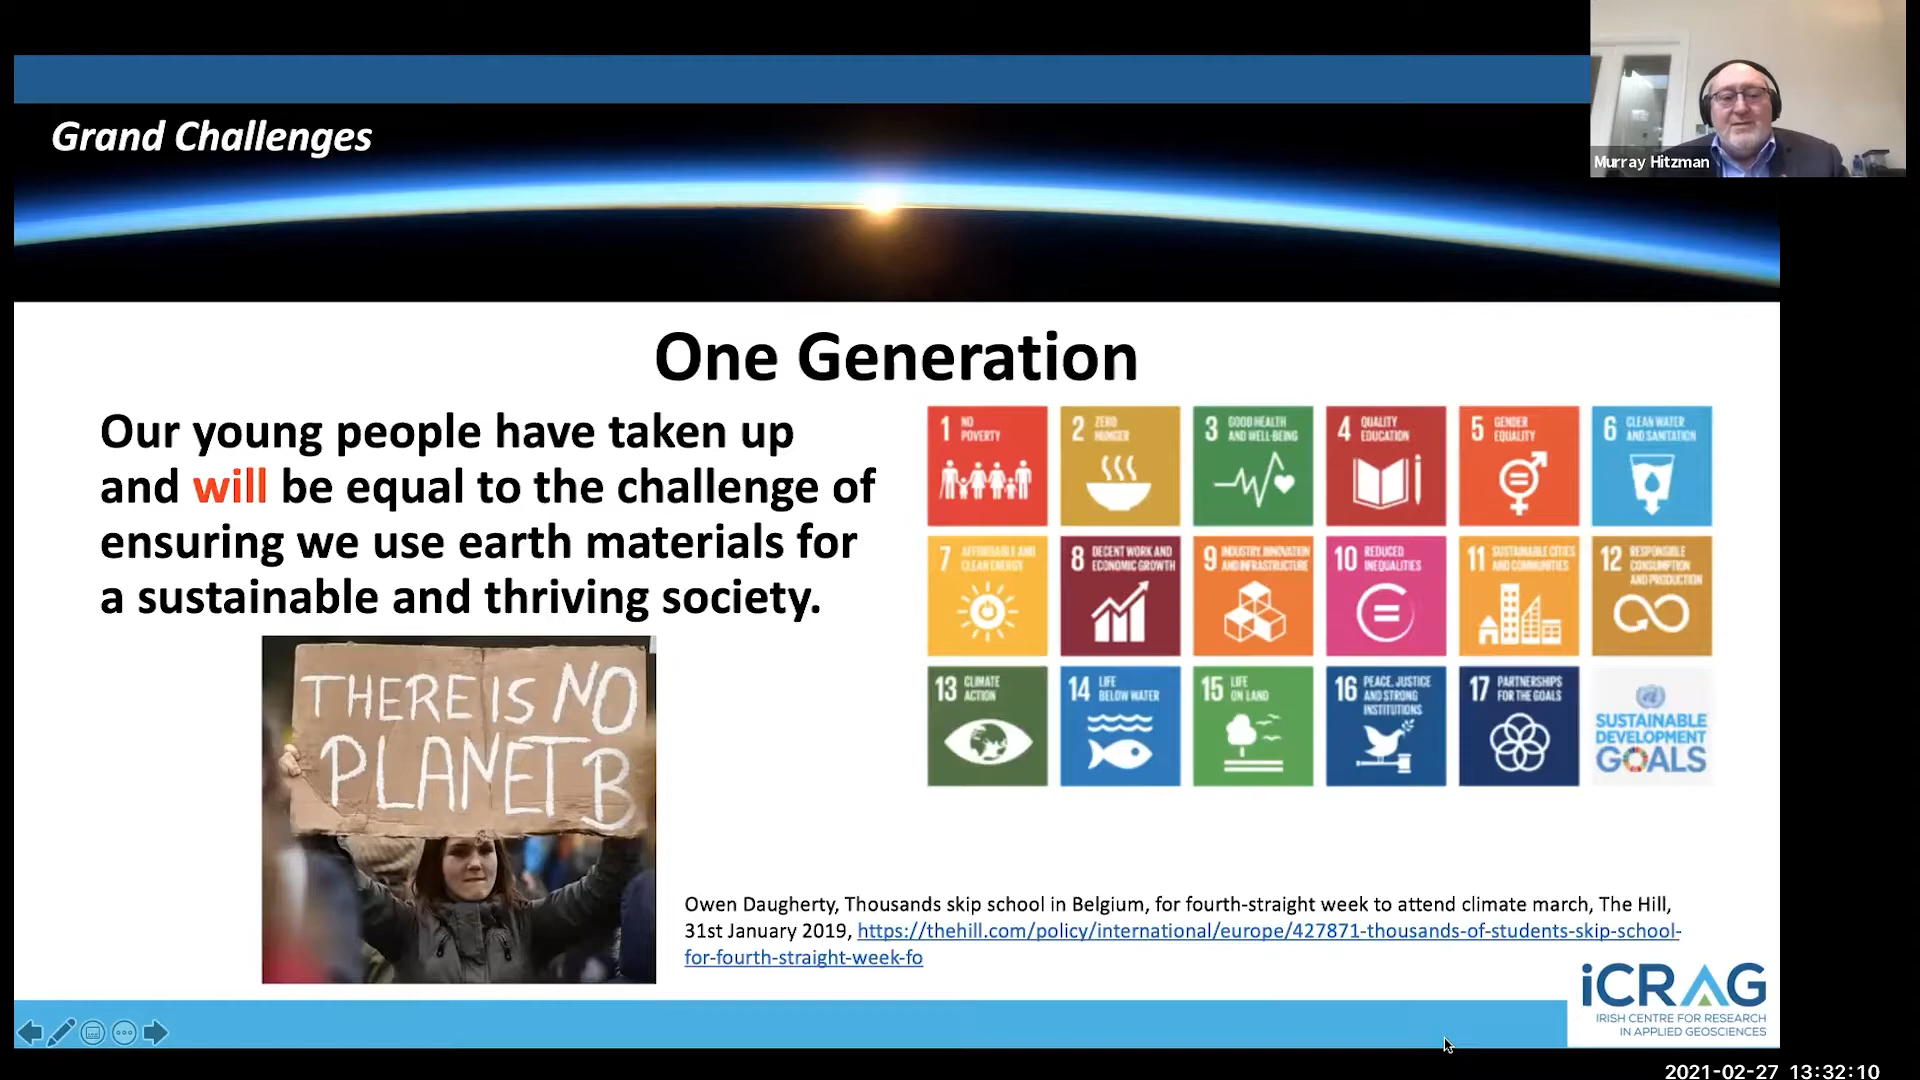 Grand Challenges
Murray Hitzman
One Generation
Our young people have taken up
and will be equal to the challenge of
ensuring we use earth materials for
a sustainable and thriving society.
THERE IS NO
PLANET B
1 NO
POVERTY
2 ZERO
HUNGER
3 GOOD HEALTH
AND WELL-BEING
4 QUALITY
EDUCATION
5 GENDER
EQUALITY
6 CLEAN WATER
AND SANITATION
7 AFFORDABLE AND
CLEAN ENERGY
8 DECENT WORK AND
ECONOMIC GROWTH
9 INDUSTRY, INNOVATION
AND INFRASTRUCTURE
10 REDUCED
INEQUALITIES
11 SUSTAINABLE CITIES
AND COMMUNITIES
12 RESPONSIBLE
CONSUMPTION
AND PRODUCTION
13 CLIMATE
ACTION
14 LIFE
BELOW WATER
15 LIFE
ON LAND
16 PEACE, JUSTICE
AND STRONG
INSTITUTIONS
17 PARTNERSHIPS
FOR THE GOALS
SUSTAINABLE
DEVELOPMENT
GOALS
Owen Daugherty, Thousands skip school in Belgium, for fourth-straight week to attend climate march, The Hill,
31st January 2019, https://thehill.com/policy/international/europe/427871-thousands-of-students-skip-school-
for-fourth-straight-week-fo
iCRAG
IRISH CENTRE FOR RESEARCH
IN APPLIED GEOSCIENCES
2021-02-27 13:32:10